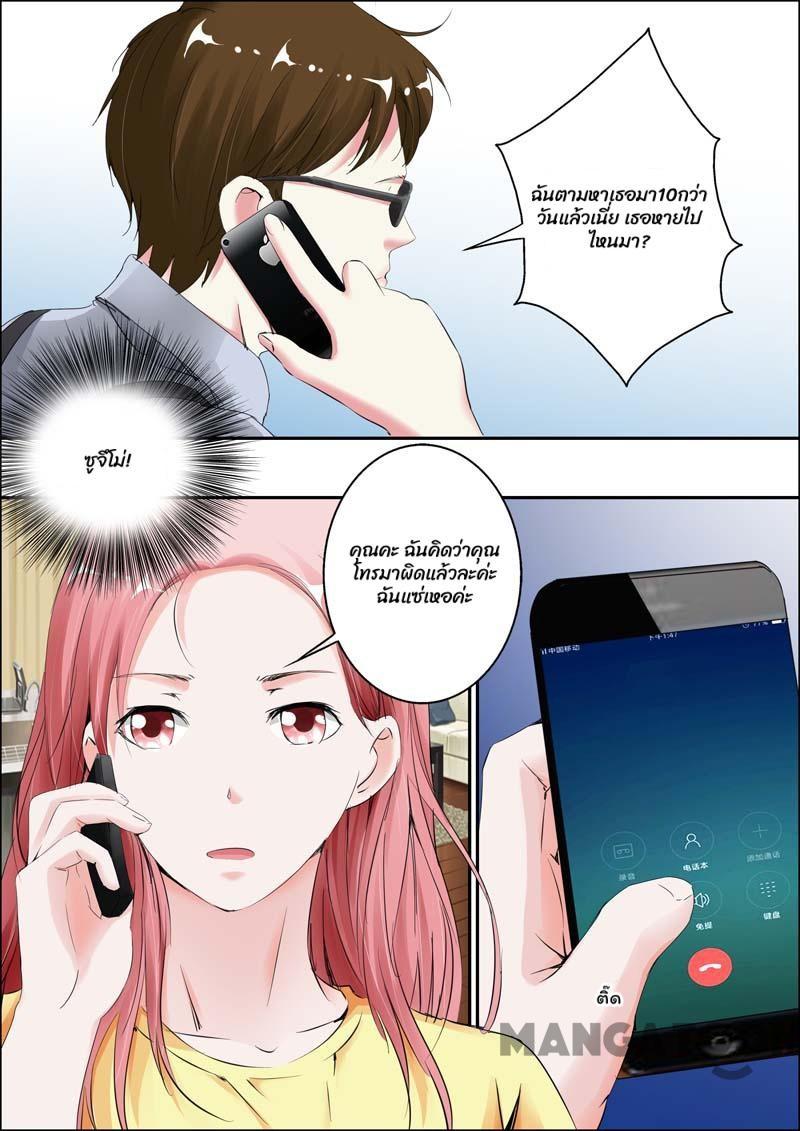 ฉันตามหาเธอมา10กว่า
วันแล้วเนี่ย เธอหายไป
ไหนมา?
ซูจีโม่!
คุณคะ ฉันคิดว่าคุณ
โทรมาผิดแล้วละค่ะ
ฉันแซ่เหอค่ะ
中国移动
下午1:47
77%
录音
电话本
添加通话
免提
键盘
ติ๊ด